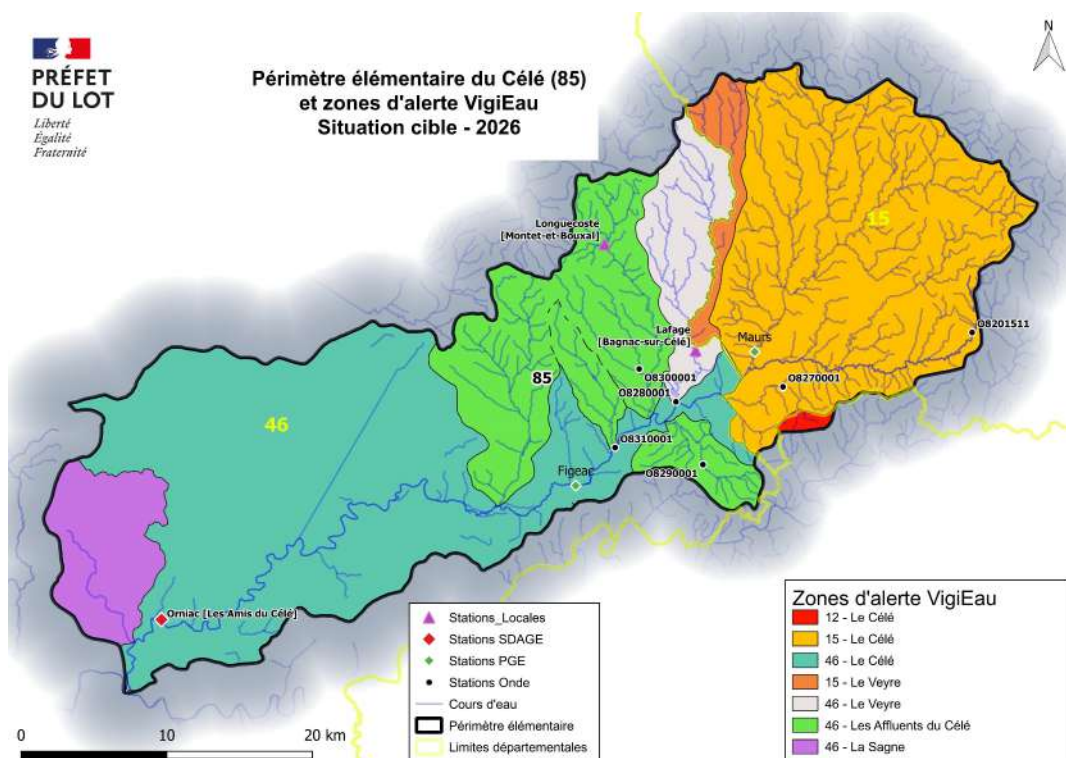 PRÉFET
DU LOT
Liberté
Égalité
Fraternité
Périmètre élémentaire du Célé (85)
et zones d'alerte VigiEau
Situation cible - 2026
N
Longuecoste
[Montet-et-Bouxal]
15
Lafage
[Bagnac-sur-Célé]
Maurs
O8201511
85
O8300001
O8280001
O8270001
46
O8310001
O8290001
Figeac
Orniac [Les Amis du Célé]
Stations_Locales
Stations SDAGE
Stations PGE
Stations Onde
Cours d'eau
Périmètre élémentaire
Limites départementales
Zones d'alerte VigiEau
12 - Le Célé
15 - Le Célé
46 - Le Célé
15 - Le Veyre
46 - Le Veyre
46 - Les Affluents du Célé
46 - La Sagne
0 10 20 km